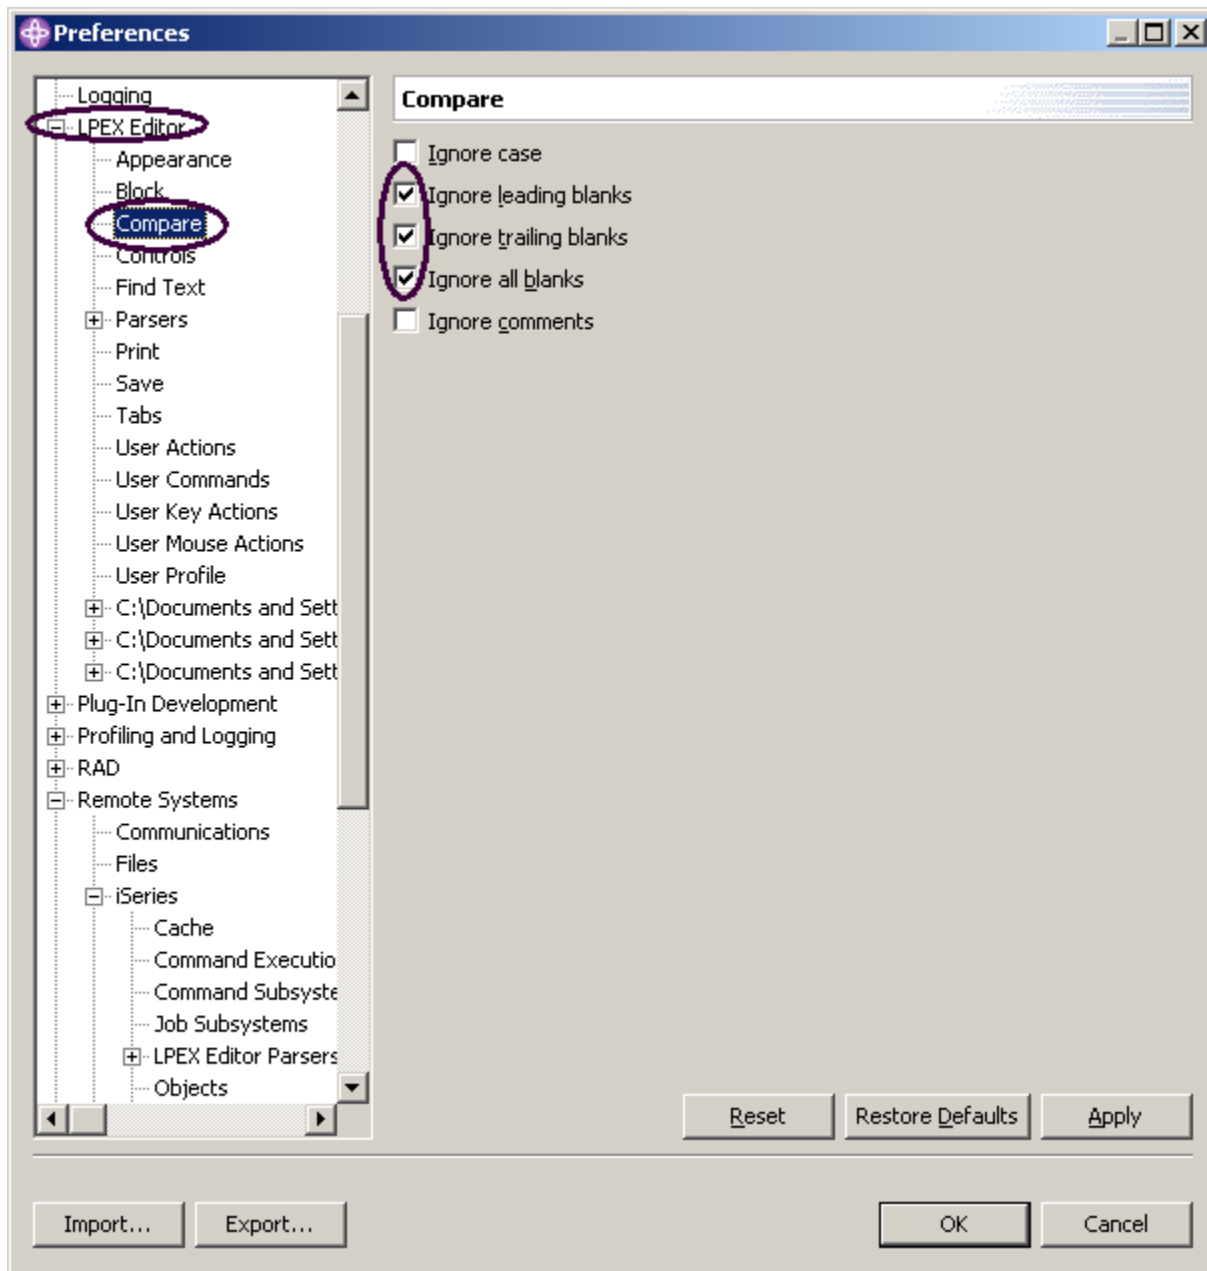 Preferences
Logging
LPEX Editor
Appearance
Block
Compare
Controls
Find Text
Parsers
Print
Save
Tabs
User Actions
User Commands
User Key Actions
User Mouse Actions
User Profile
C:\Documents and Sett
C:\Documents and Sett
C:\Documents and Sett
Plug-In Development
Profiling and Logging
RAD
Remote Systems
Communications
Files
iSeries
Cache
Command Executio
Command Subsyste
Job Subsystems
LPEX Editor Parsers
Objects
Compare
Ignore case
Ignore leading blanks
Ignore trailing blanks
Ignore all blanks
Ignore comments
Reset Restore Defaults Apply
Import... Export... OK Cancel